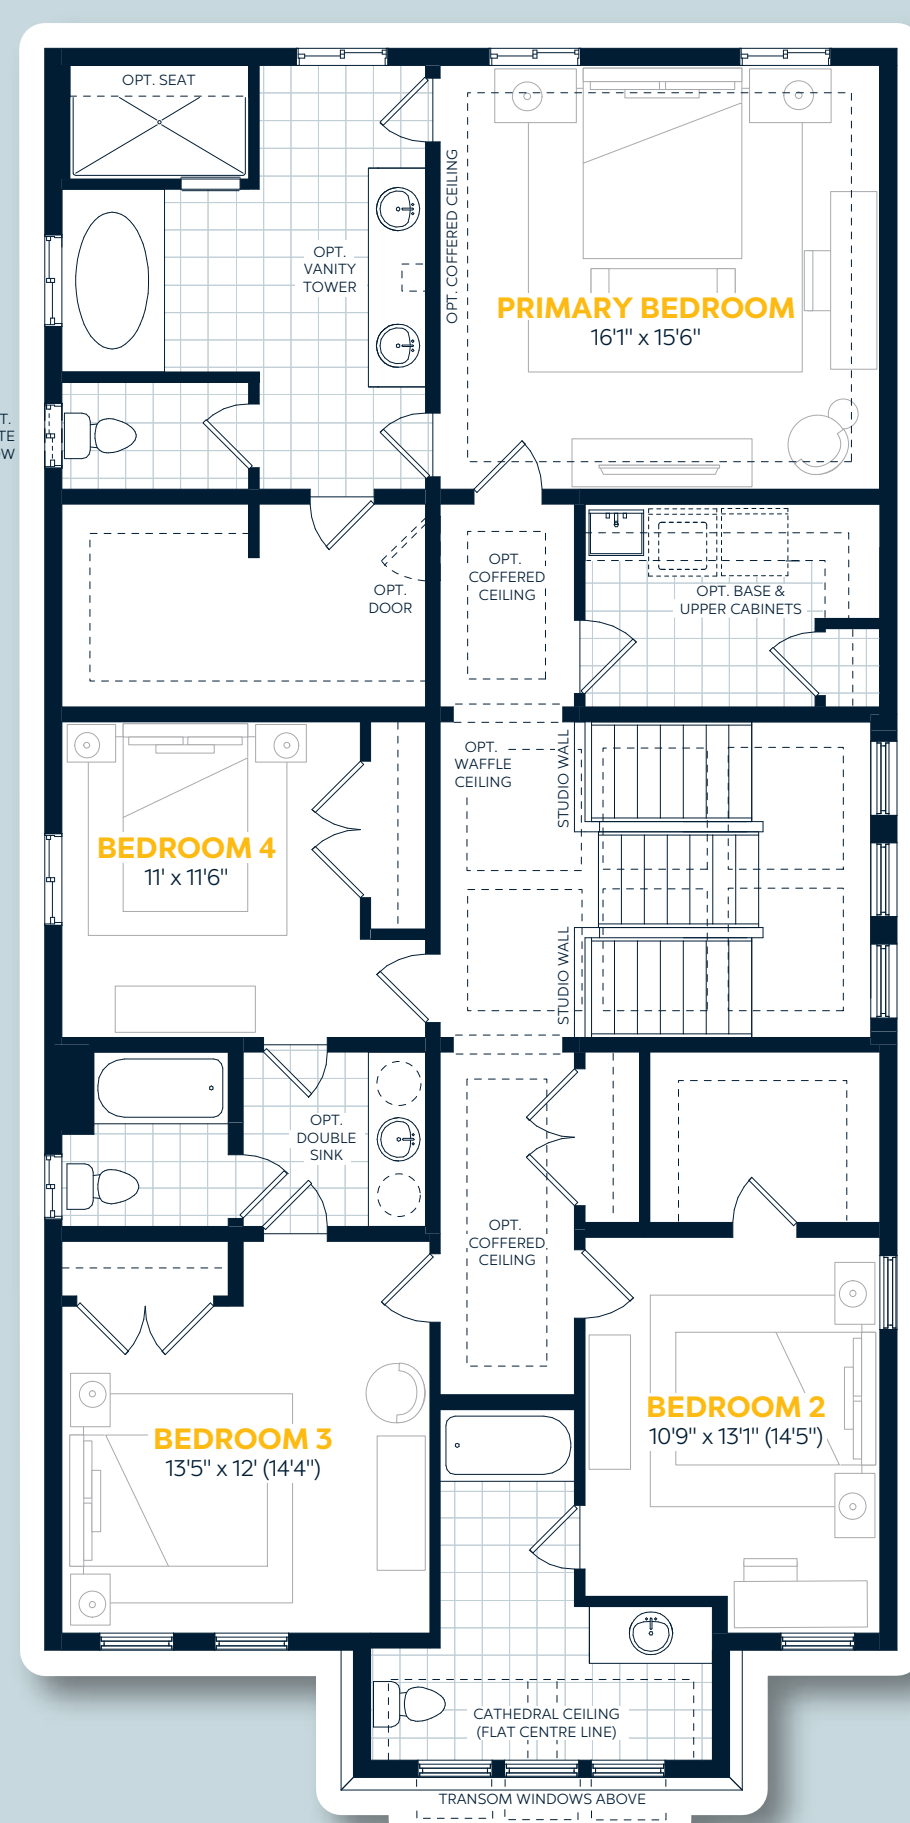 OPT. SEAT
OPT. COFFERED CEILING
OPT.
VANITY
TOWER
PRIMARY BEDROOM
16'1" x 15'6"
T.
TE
OW
OPT.
COFFERED
CEILING
OPT.
DOOR
OPT. BASE &
UPPER CABINETS
OPT.
WAFFLE
CEILING
STUDIO WALL
BEDROOM 4
11' x 11'6"
STUDIO WALL
OPT.
DOUBLE
SINK
OPT.
COFFERED
CEILING
BEDROOM 2
10'9" x 13'1" (14'5")
BEDROOM 3
13'5" x 12' (14'4")
CATHEDRAL CEILING
(FLAT CENTRE LINE)
TRANSOM WINDOWS ABOVE